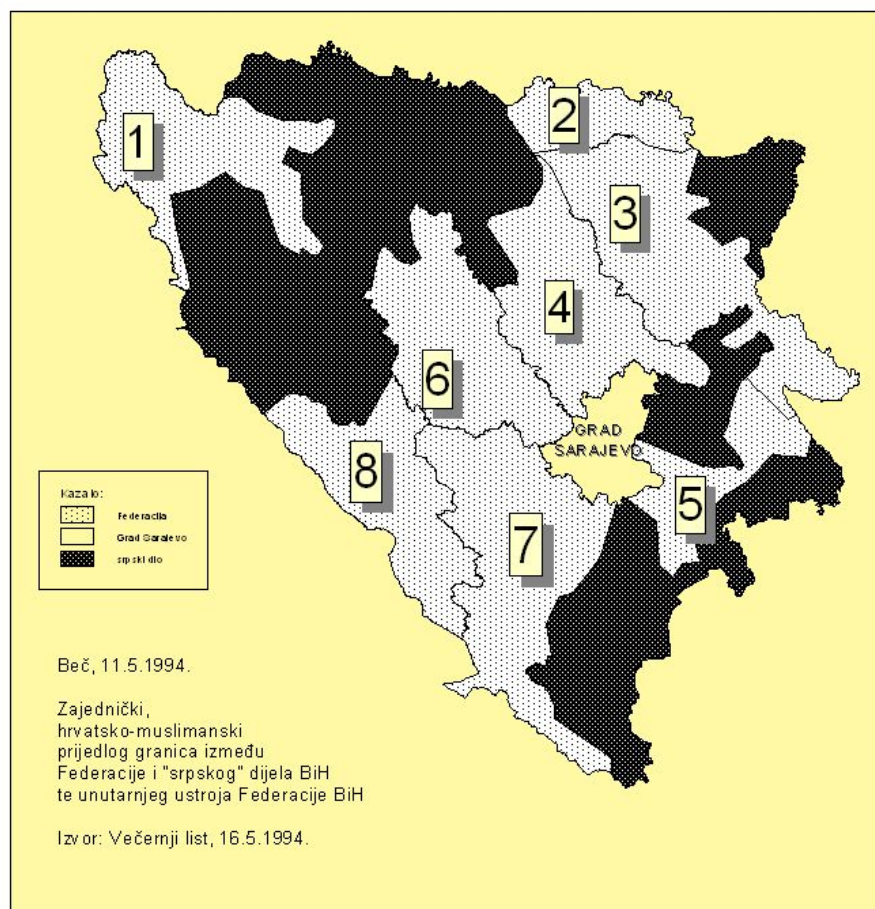 1
2
3
4
6
GRAD
SARAJEVO
8
5
7
Kazalo:
Federacija
Grad Sarajevo
srpski dio
Beč, 11.5.1994.
Zajednički,
hrvatsko-muslimanski
prijedlog granica između
Federacije i "srpskog" dijela BiH
te unutarnjeg ustroja Federacije BiH
Izvor: Večernji list, 16.5.1994.